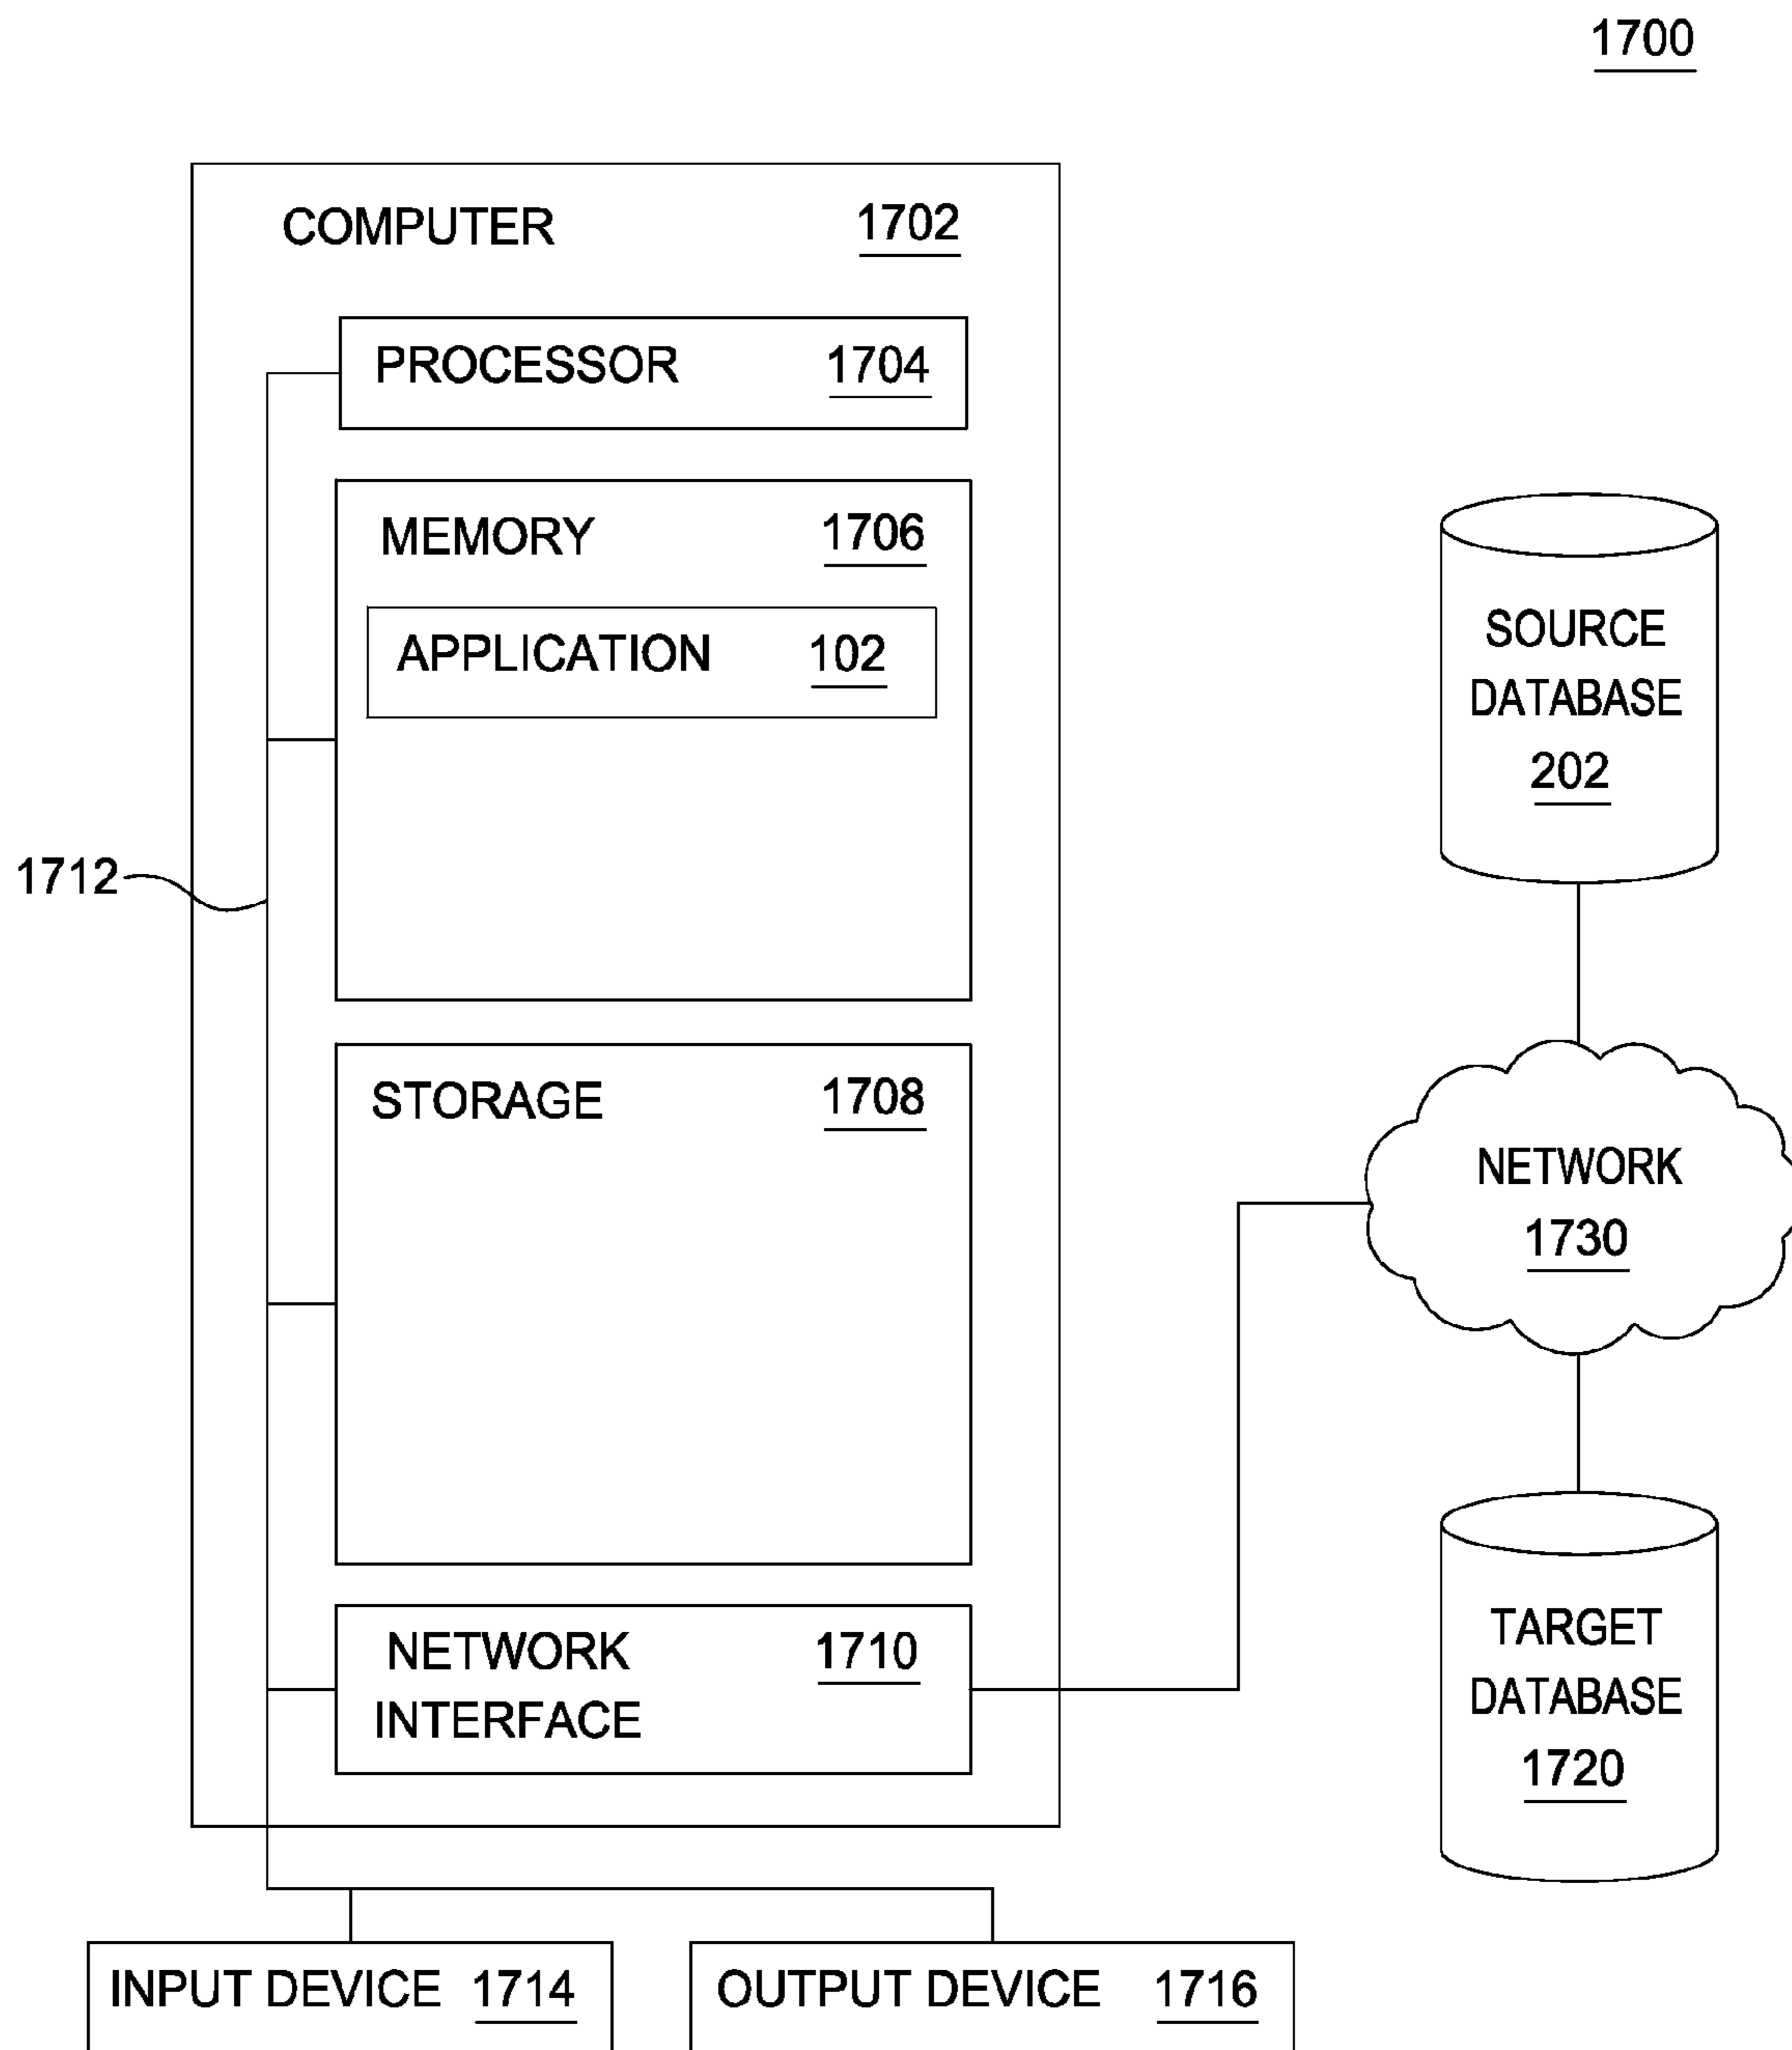 1700
COMPUTER 1702
PROCESSOR 1704
MEMORY 1706
APPLICATION 102
1712
STORAGE 1708
NETWORK 1710
INTERFACE
INPUT DEVICE 1714
OUTPUT DEVICE 1716
SOURCE
DATABASE
202
NETWORK
1730
TARGET
DATABASE
1720